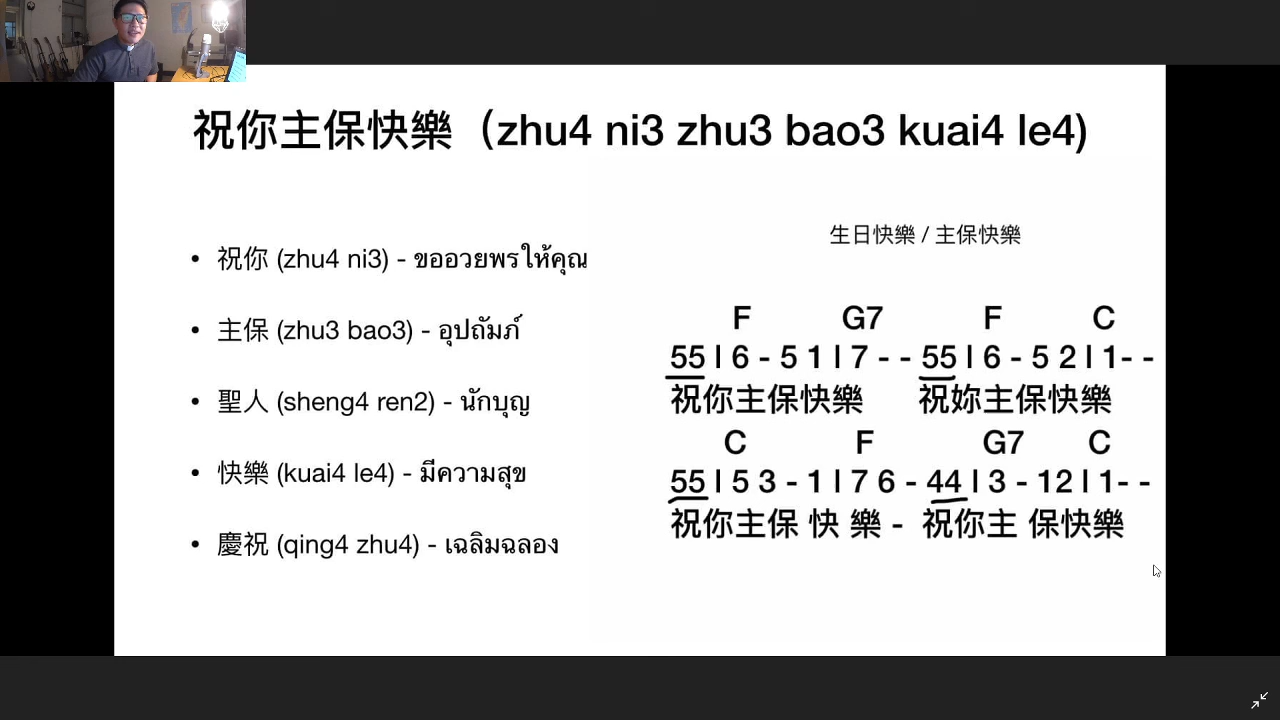 祝你主保快樂（zhu4 ni3 zhu3 bao3 kuai4 le4)
• 祝你 (zhu4 ni3) - ขออวยพรให้คุณ
• 主保 (zhu3 bao3) - อุปถัมภ์
• 聖人 (sheng4 ren2) - นักบุญ
• 快樂 (kuai4 le4) - มีความสุข
• 慶祝 (qing4 zhu4) - เฉลิมฉลอง
生日快樂 / 主保快樂
F G7 F C
55 l 6 - 5 1 l 7 - - 55 l 6 - 5 2 l 1- -
祝你主保快樂 祝妳主保快樂
C F G7 C
55 l 5 3 - 1 l 7 6 - 44 l 3 - 12 l 1- -
祝你主保 快 樂 - 祝你主 保快樂